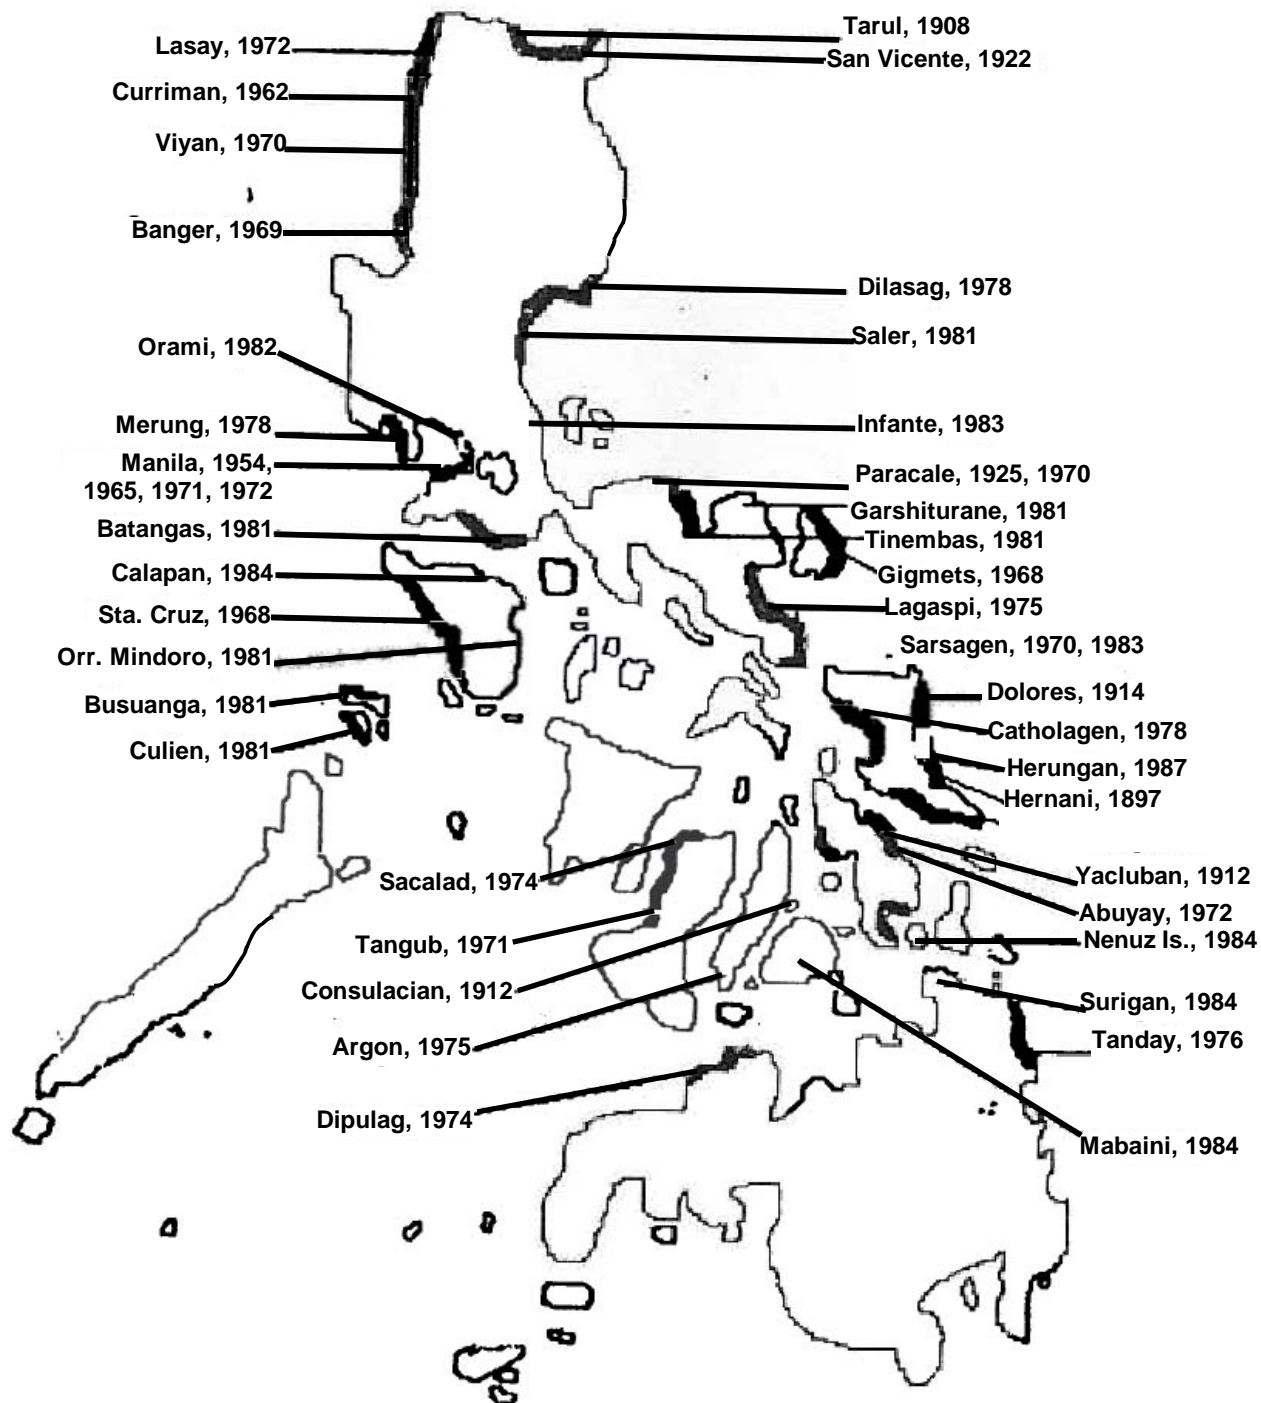 Lasay, 1972
Curriman, 1962
Viyan, 1970
Banger, 1969
Orami, 1982
Merung, 1978
Manila, 1954,
1965, 1971, 1972
Batangas, 1981
Calapan, 1984
Sta. Cruz, 1968
Orr. Mindoro, 1981
Busuanga, 1981
Culien, 1981
Sacalad, 1974
Tangub, 1971
Consulacian, 1912
Argon, 1975
Dipulag, 1974
Tarul, 1908
San Vicente, 1922
Dilasag, 1978
Saler, 1981
Infante, 1983
Paracale, 1925, 1970
Garshiturane, 1981
Tinembas, 1981
Gigmets, 1968
Lagaspi, 1975
Sarsagen, 1970, 1983
Dolores, 1914
Catholagen, 1978
Herungan, 1987
Hernani, 1897
Yacluban, 1912
Abuyay, 1972
Nenuz Is., 1984
Surigan, 1984
Tanday, 1976
Mabaini, 1984